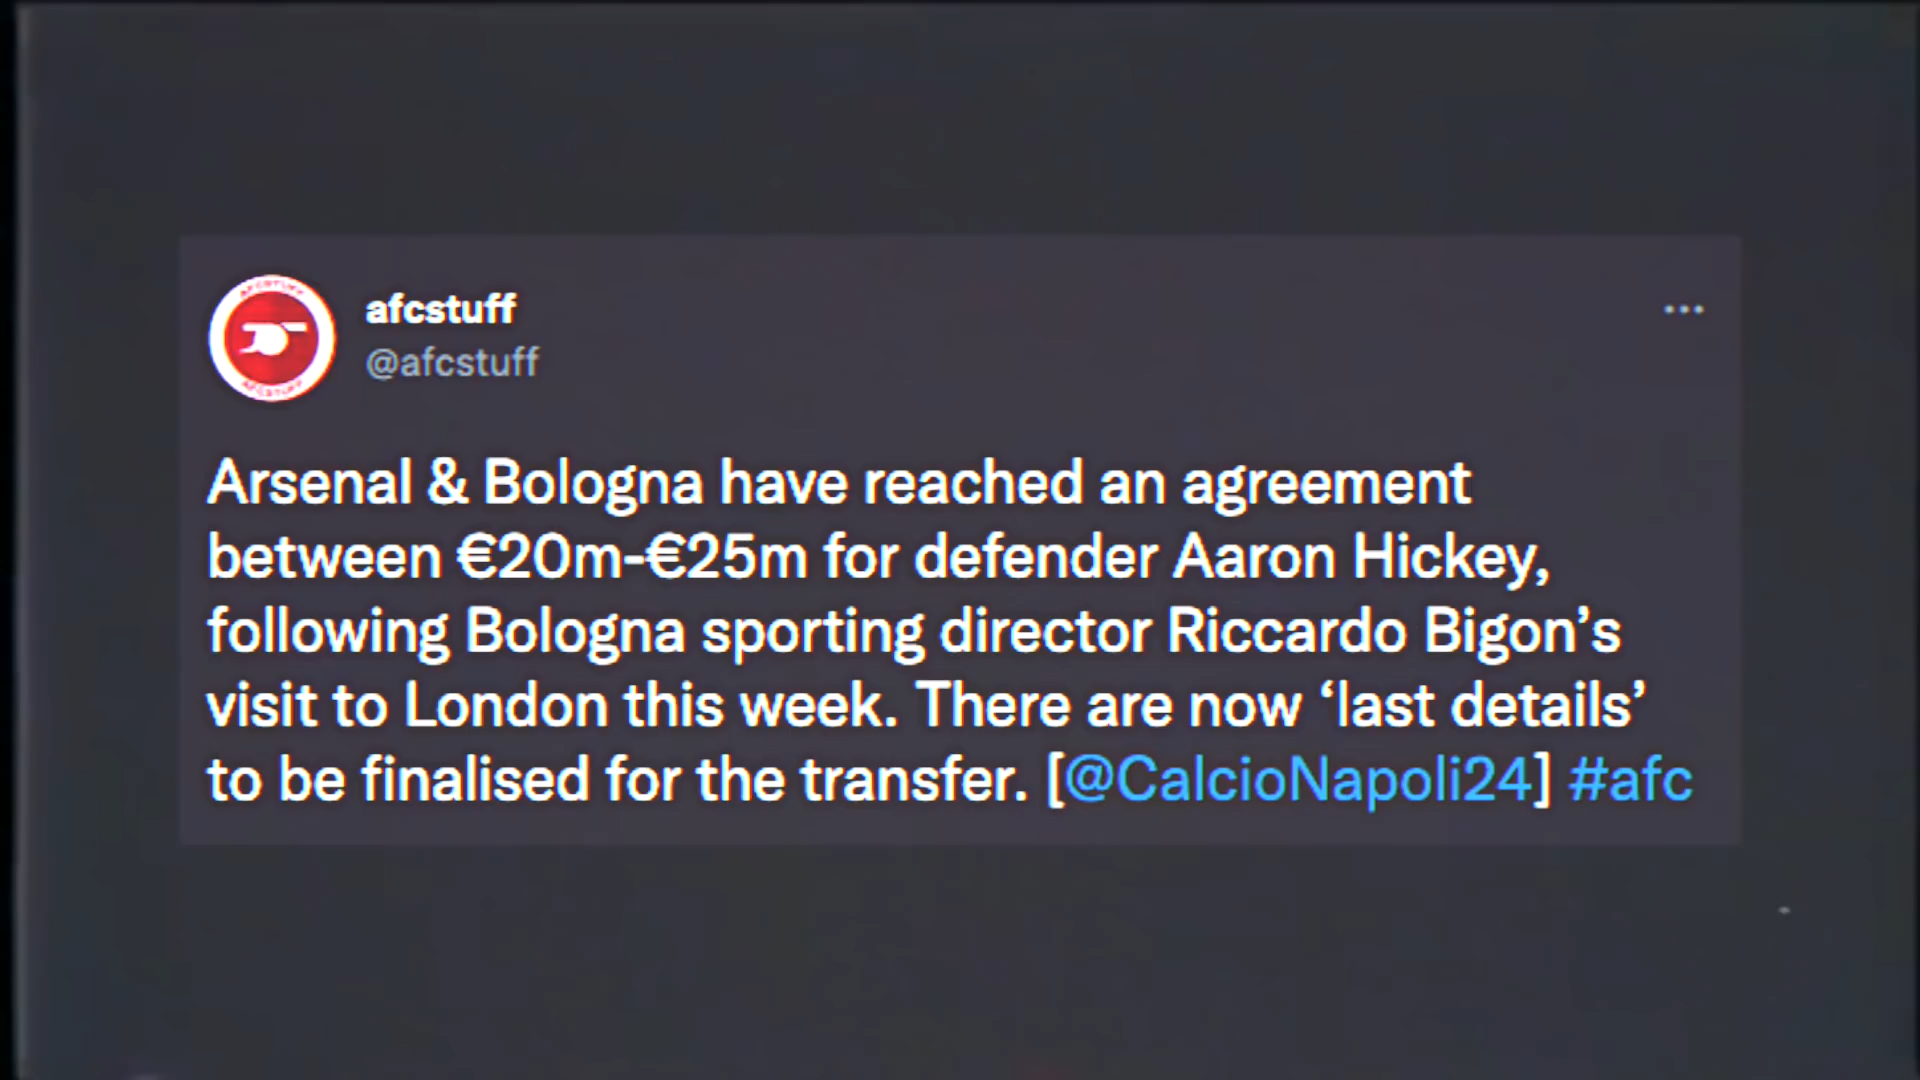 AFCSTUFF
afcstuff
@afcstuff
AFCSTUFF
Arsenal & Bologna have reached an agreement
between €20m-€25m for defender Aaron Hickey,
following Bologna sporting director Riccardo Bigon’s
visit to London this week. There are now ‘last details’
to be finalised for the transfer. [@CalcioNapoli24] #afc